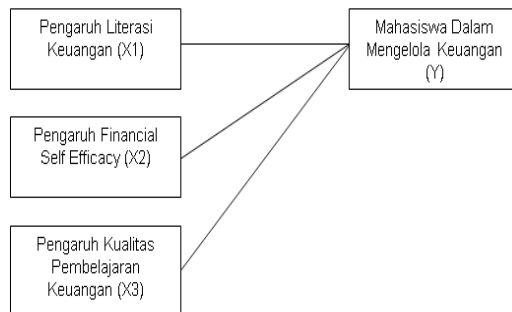 Pengaruh Literasi
Keuangan (X1)
Mahasiswa Dalam
Mengelola Keuangan
(Y)
Pengaruh Financial
Self Efficacy (X2)
Pengaruh Kualitas
Pembelajaran
Keuangan (X3)